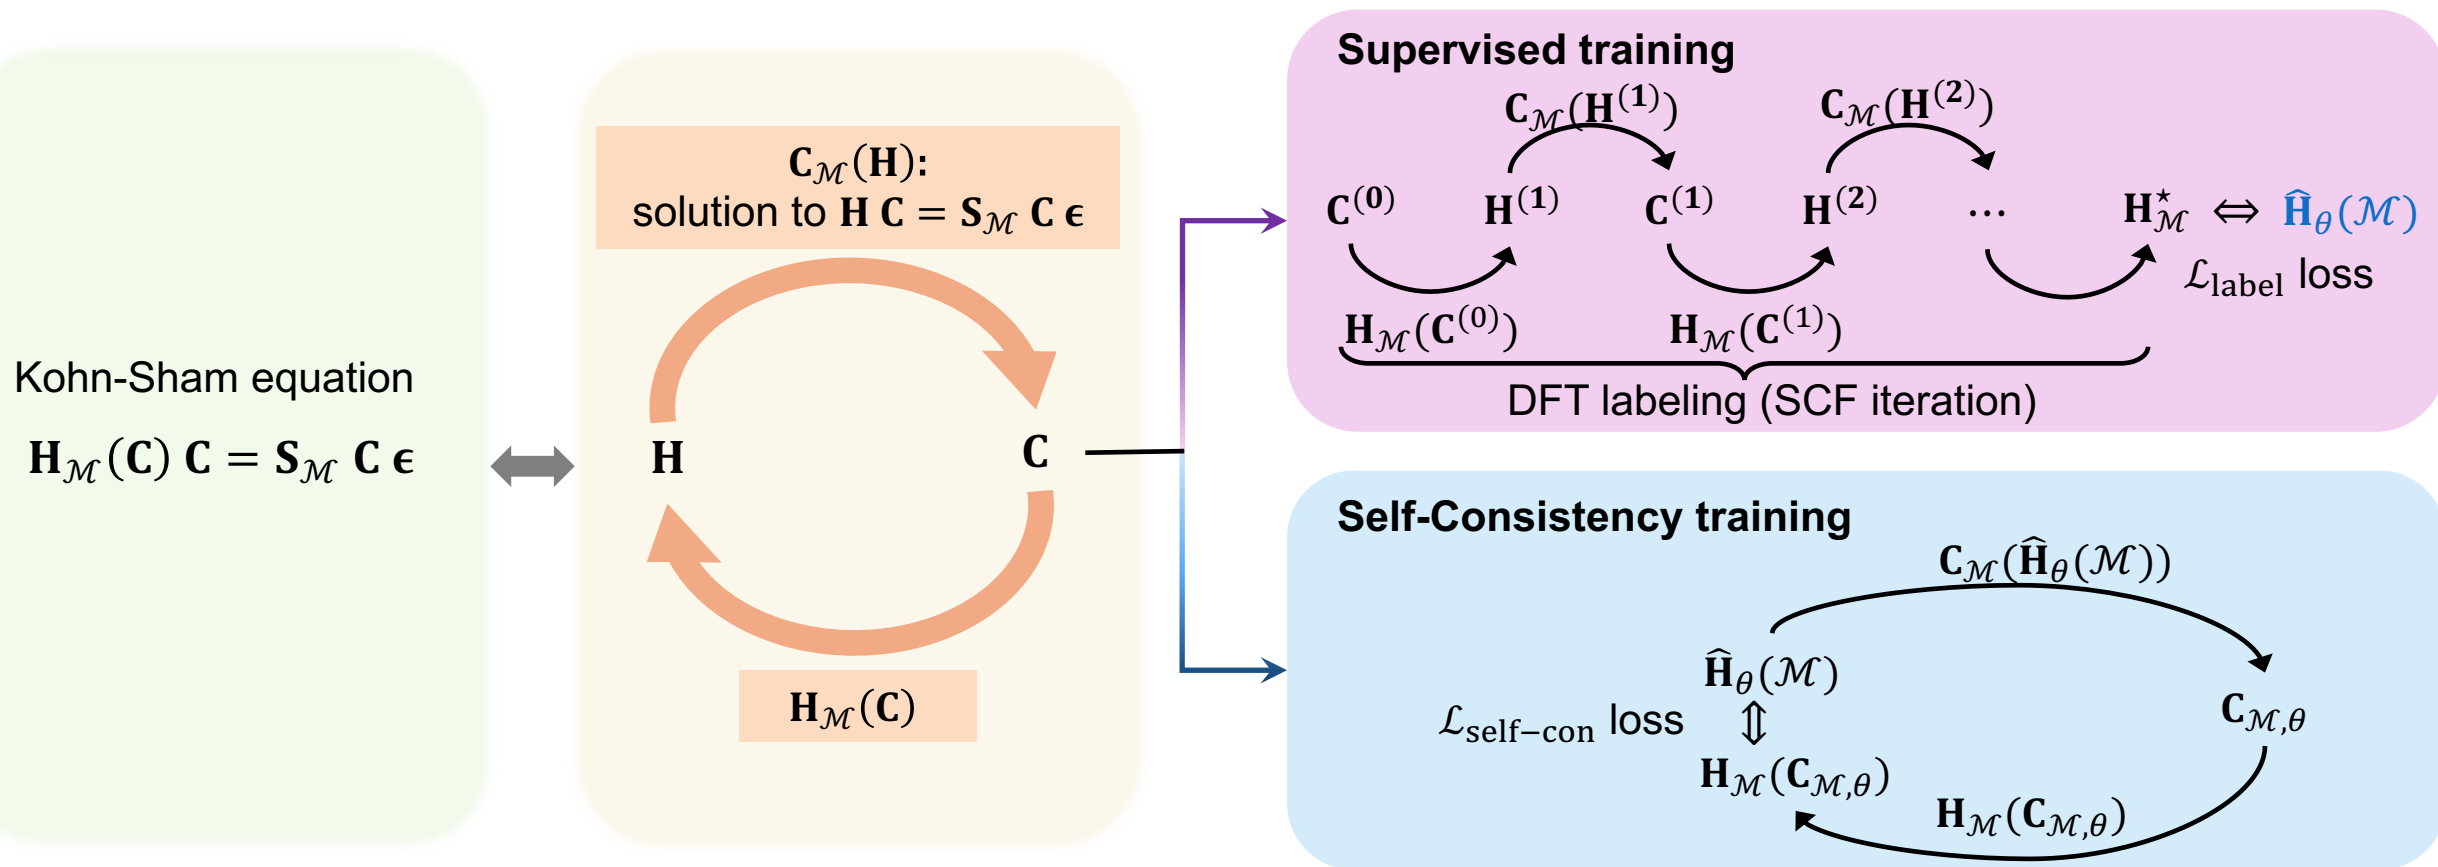 Kohn-Sham equation
𝐇_ℳ(𝐂) 𝐂 = 𝐒_ℳ 𝐂 𝛜
𝐂_ℳ(𝐇):
solution to 𝐇 𝐂 = 𝐒_ℳ 𝐂 𝛜
𝐇
𝐂
𝐇_ℳ(𝐂)
Supervised training
𝐂_ℳ(𝐇^(𝟏)) 𝐂_ℳ(𝐇^(𝟐))
𝐂^(𝟎) 𝐇^(𝟏) 𝐂^(𝟏) 𝐇^(𝟐) ⋯ 𝐇^⋆_ℳ ⇔ 𝐇̂_θ(ℳ)
ℒ_label loss
𝐇_ℳ(𝐂^(0)) 𝐇_ℳ(𝐂^(1))
DFT labeling (SCF iteration)
Self-Consistency training
𝐂_ℳ(𝐇̂_θ(ℳ))
𝐇̂_θ(ℳ)
ℒ_self−con loss ⇕ 𝐂_ℳ,θ
𝐇_ℳ(𝐂_ℳ,θ)
𝐇_ℳ(𝐂_ℳ,θ)